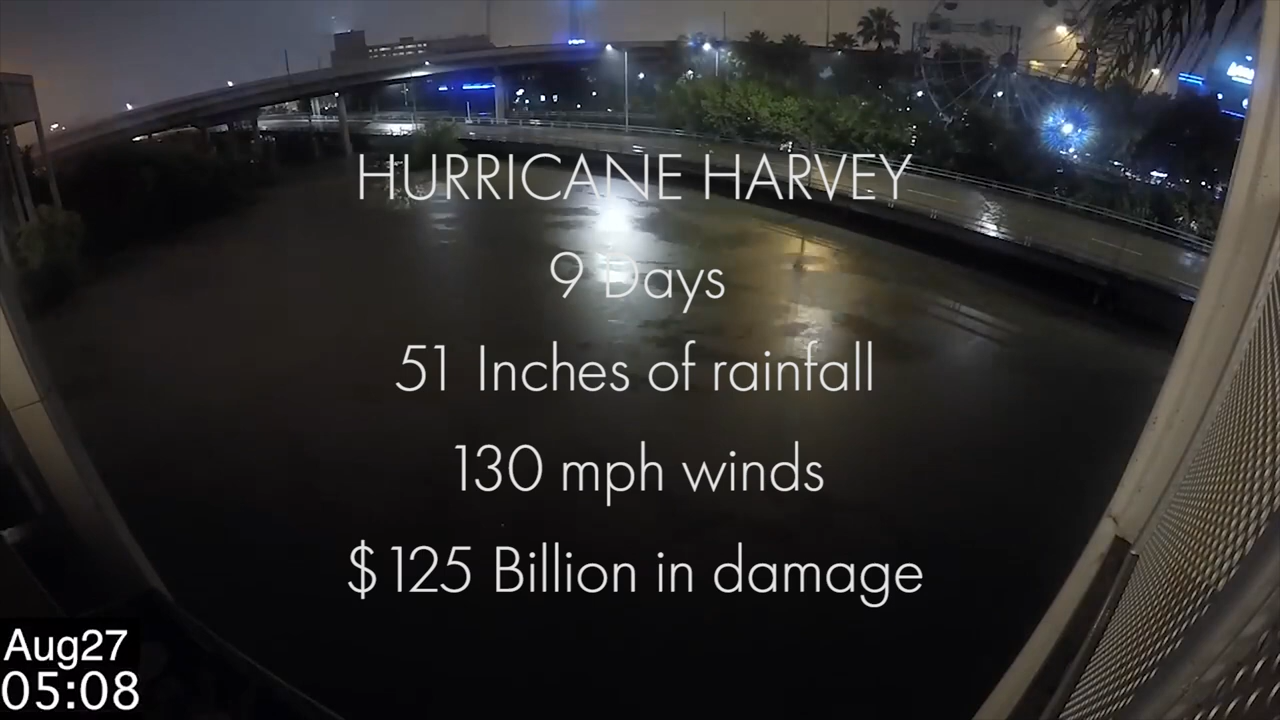 HURRICANE HARVEY
9 Days
51 Inches of rainfall
130 mph winds
$125 Billion in damage
Aug27
05:08